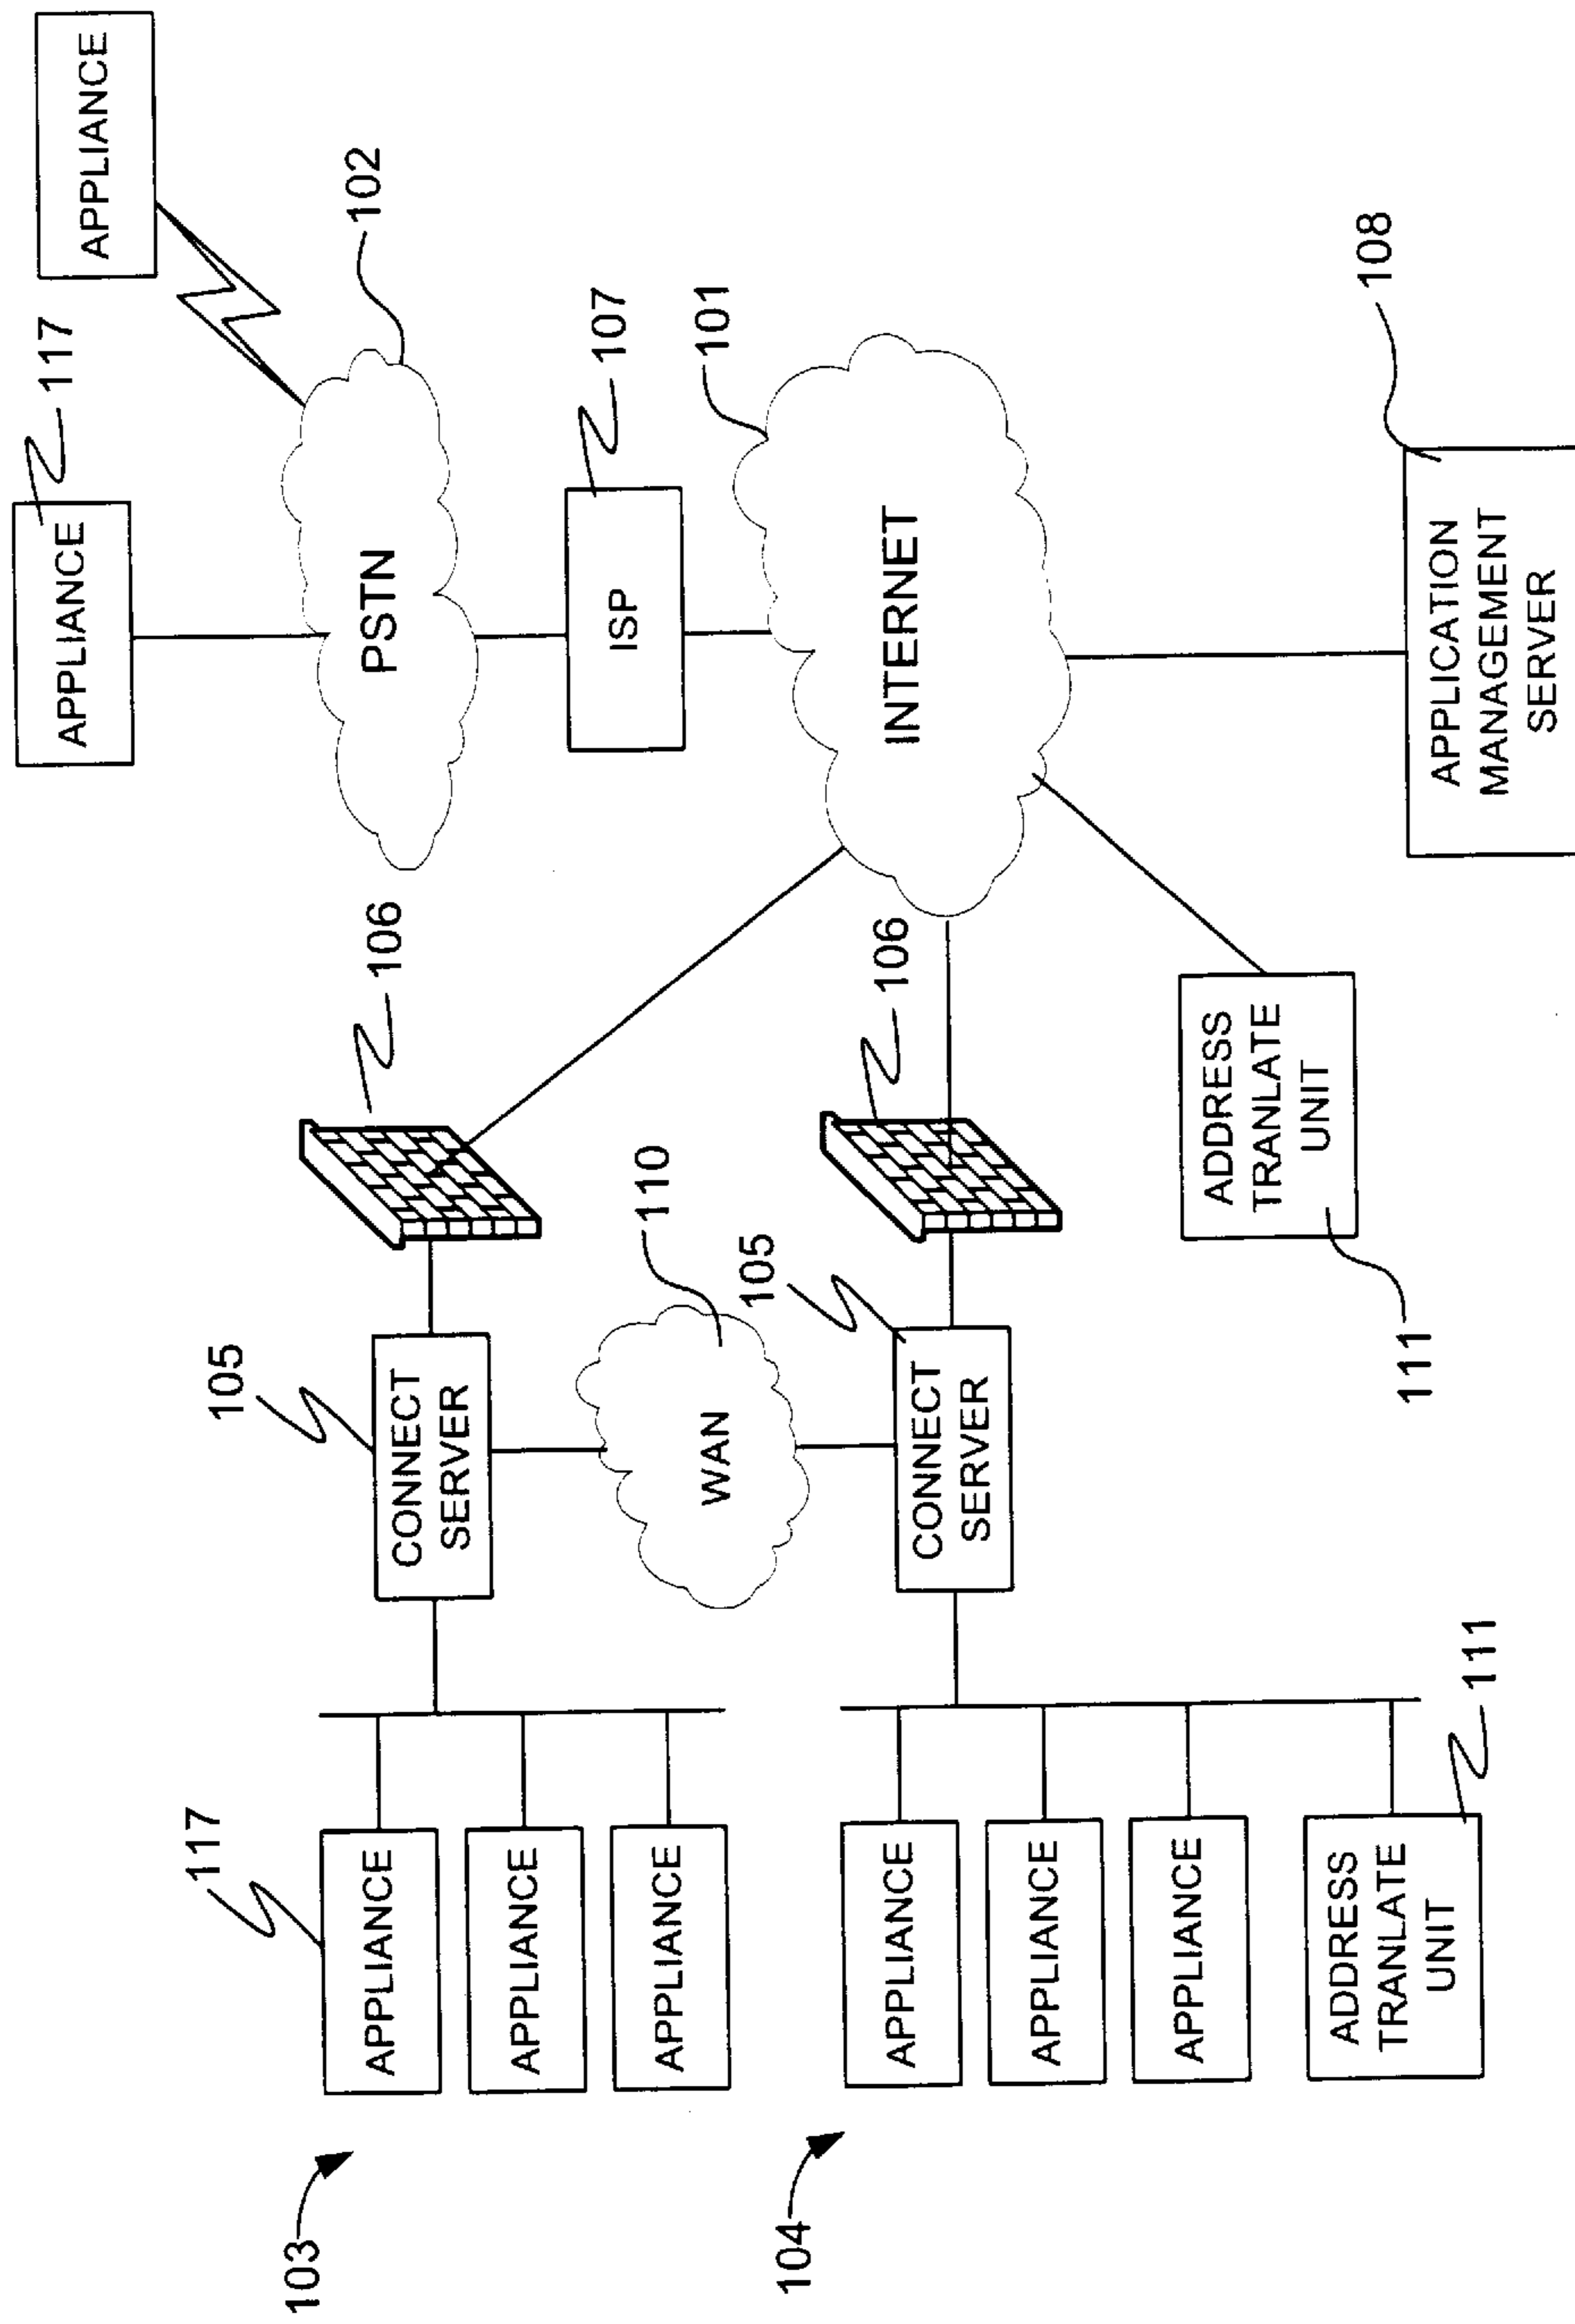 APPLIANCE
117
APPLIANCE
102
PSTN
107
ISP
101
INTERNET
108
APPLICATION
MANAGEMENT
SERVER
106
106
ADDRESS
TRANLATE
UNIT
111
105
CONNECT
SERVER
110
WAN
105
CONNECT
SERVER
117
APPLIANCE
APPLIANCE
APPLIANCE
APPLIANCE
APPLIANCE
APPLIANCE
ADDRESS
TRANLATE
UNIT
111
103
104